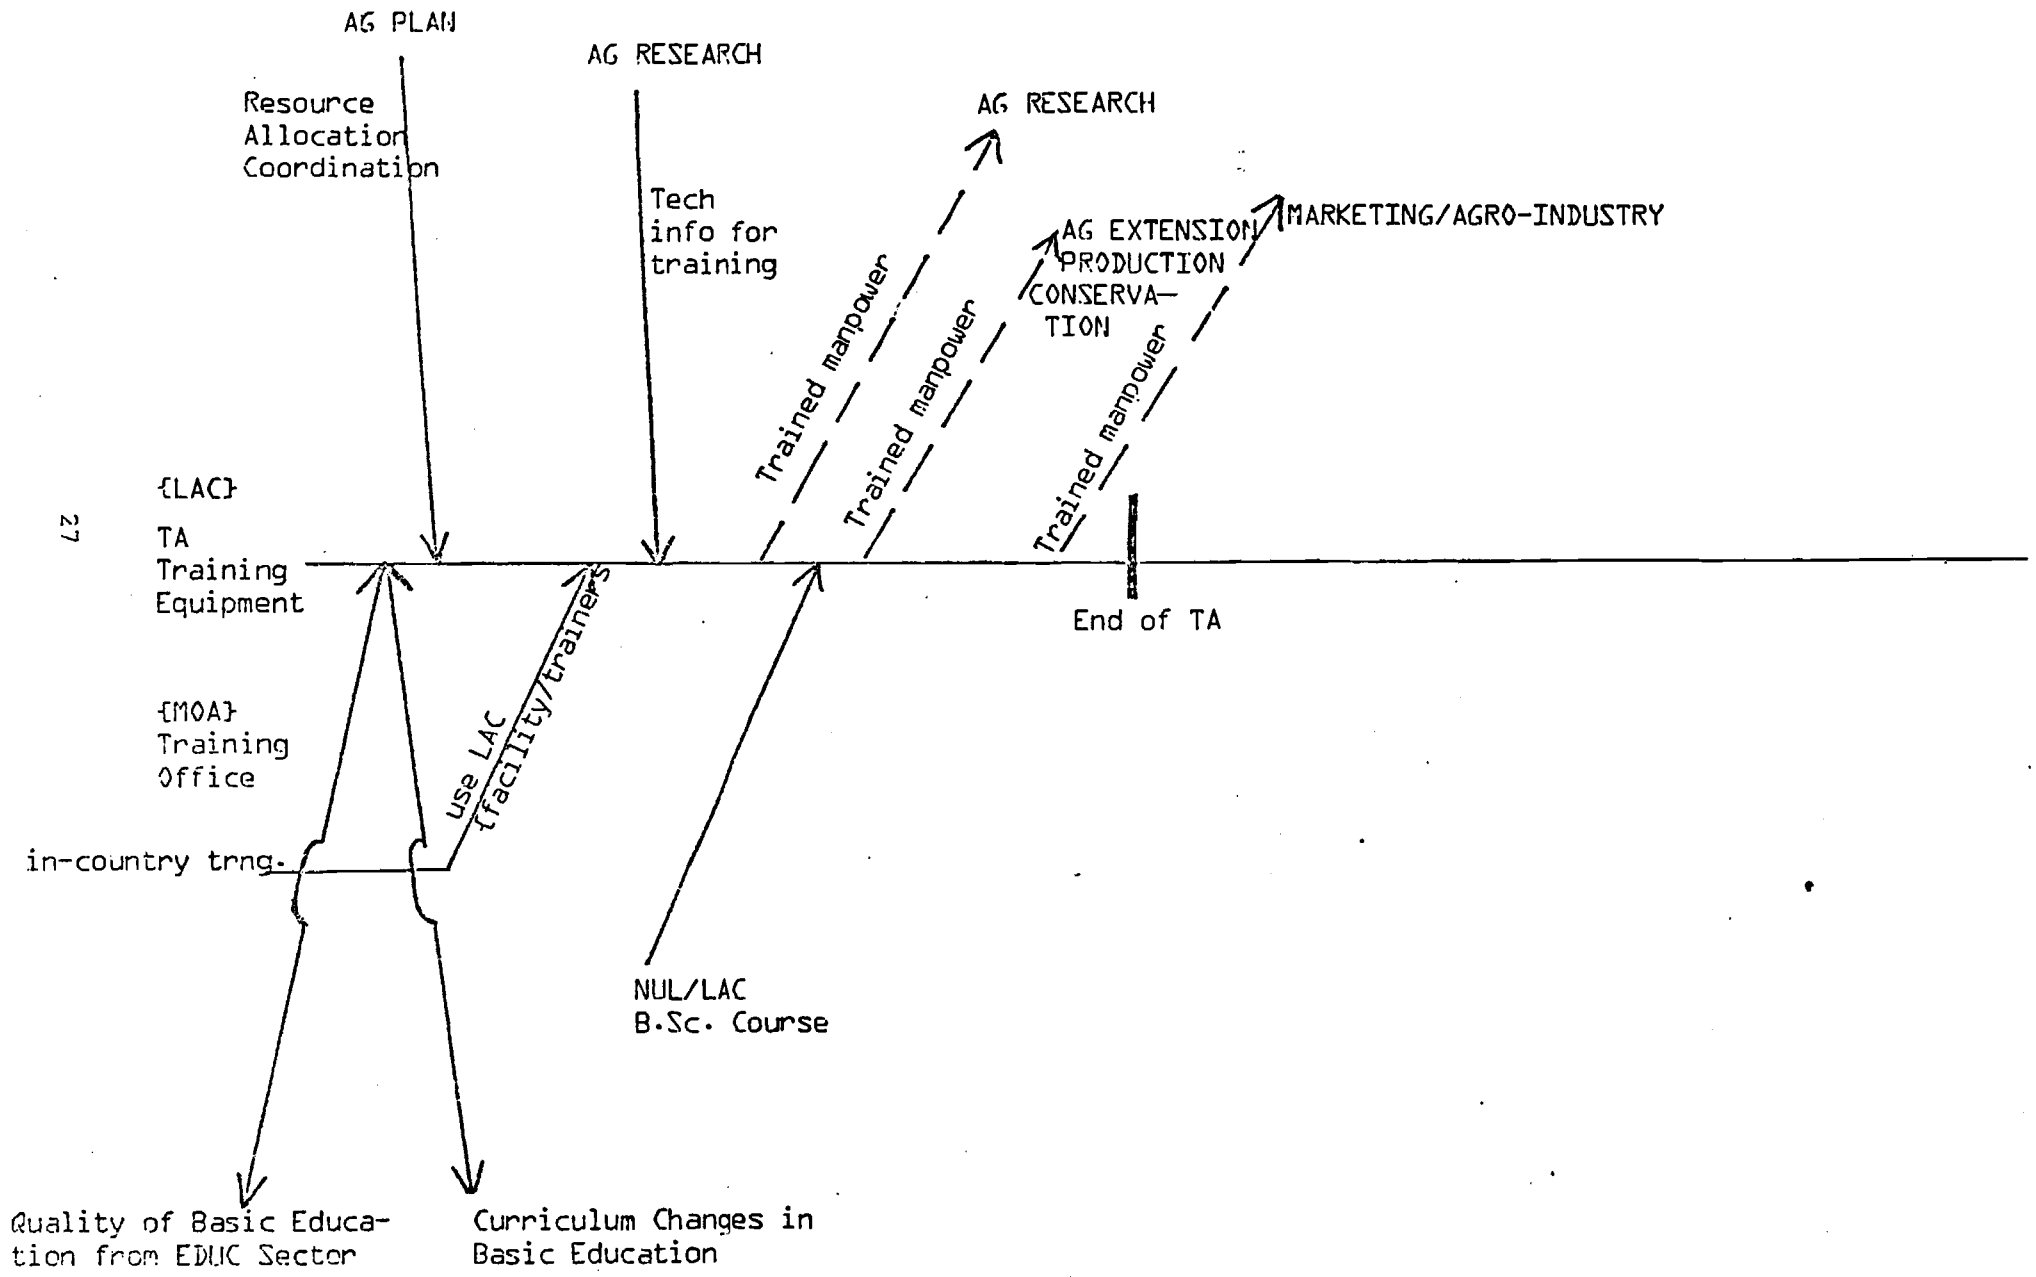 AG PLAN
AG RESEARCH
Resource
Allocation
Coordination
AG RESEARCH
Tech
info for
training
MARKETING/AGRO-INDUSTRY
AG EXTENSION
PRODUCTION
CONSERVA-
TION
Trained manpower
Trained manpower
Trained manpower
{LAC}
27
TA
Training
Equipment
End of TA
{MOA}
Training
Office
use LAC
{facility/trainers
in-country trng.
NUL/LAC
B.Sc. Course
Quality of Basic Educa-
tion from EDUC Sector
Curriculum Changes in
Basic Education